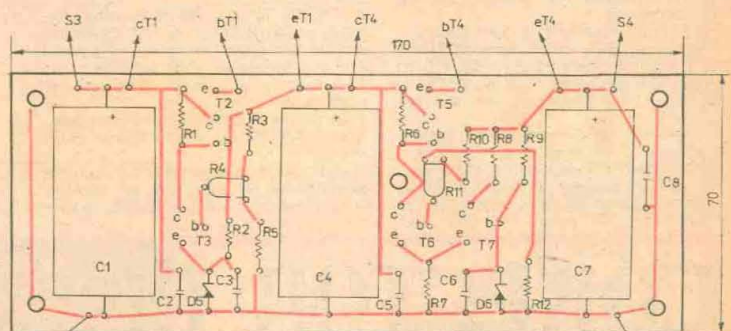 S3 cT1 bT1 eT1 cT4 bT4 eT4 S4
170
e T2 e T5
+ R1 c R3 + R6 c R10 R8 R9 +
b b
R4 R11 C8
70
c c c
b T3 R2 R5 b T6 b T7
e e e
C1 C4 C7
C2 D5 C3 C5 R7 C6 D6 R12